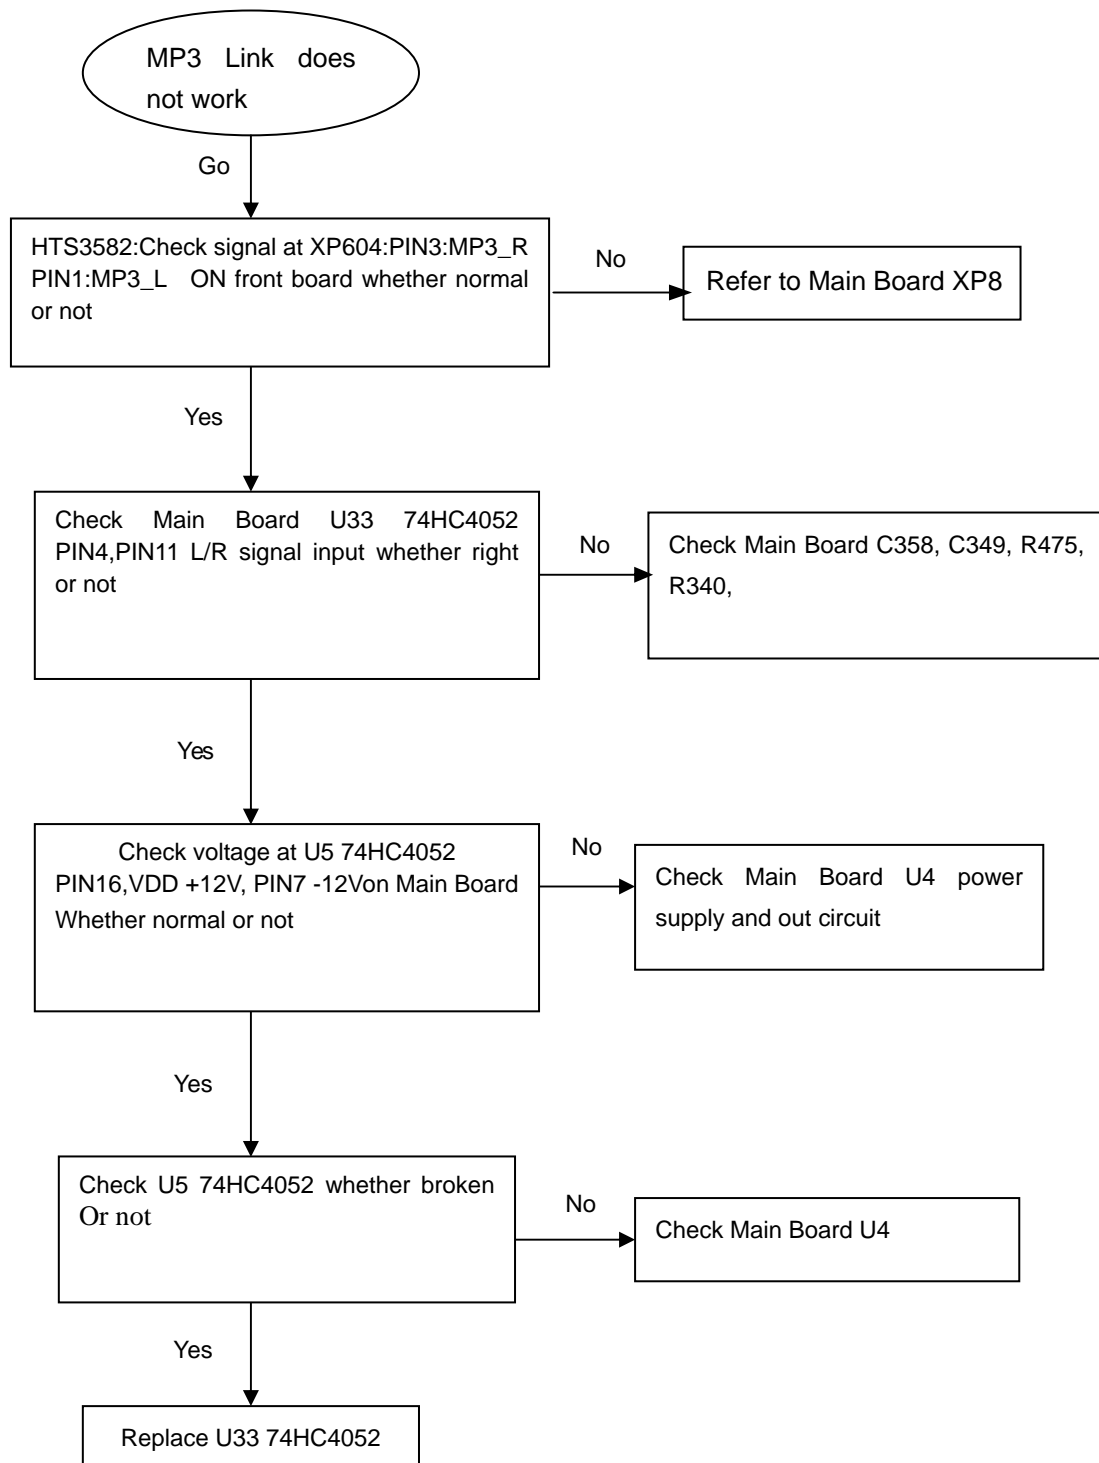 MP3 Link does
not work
Go
HTS3582:Check signal at XP604:PIN3:MP3_R
PIN1:MP3_L ON front board whether normal
or not
No
Refer to Main Board XP8
Yes
Check Main Board U33 74HC4052
PIN4,PIN11 L/R signal input whether right
or not
No
Check Main Board C358, C349, R475,
R340,
Yes
Check voltage at U5 74HC4052
PIN16,VDD +12V, PIN7 -12Von Main Board
Whether normal or not
No
Check Main Board U4 power
supply and out circuit
Yes
Check U5 74HC4052 whether broken
Or not
No
Check Main Board U4
Yes
Replace U33 74HC4052